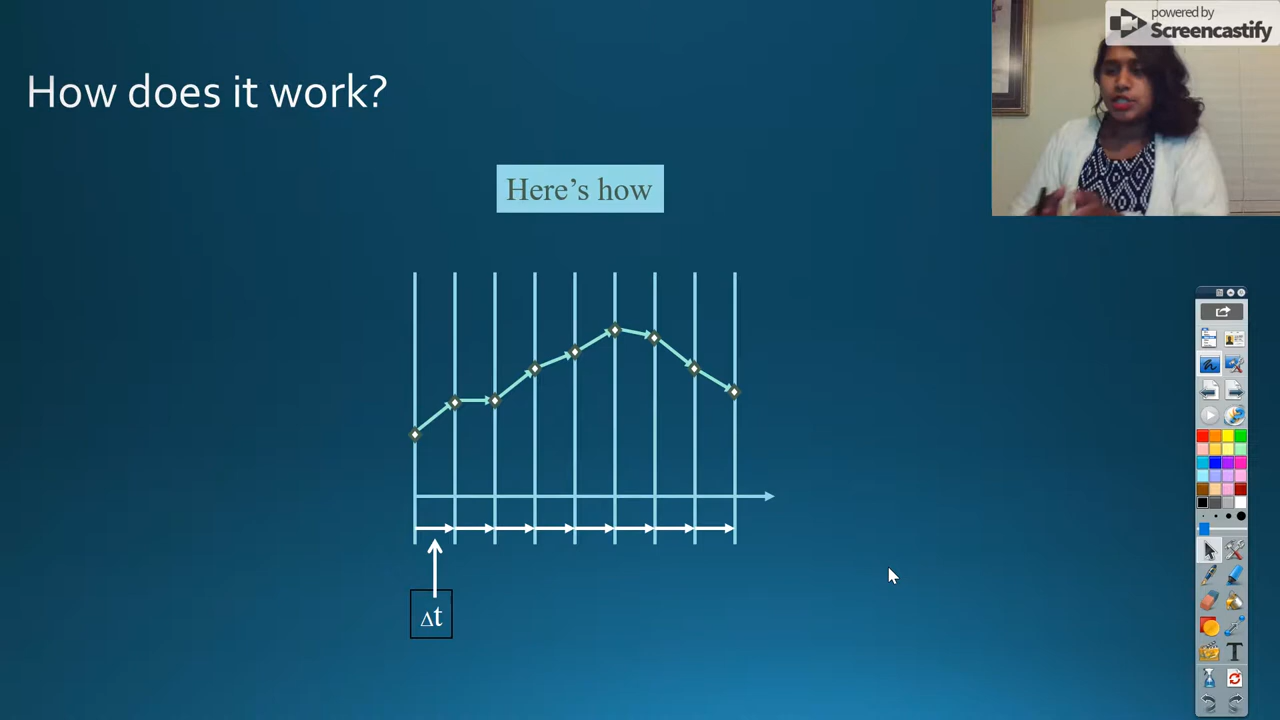 powered by
Screencastify
How does it work?
Here's how
Δt
T